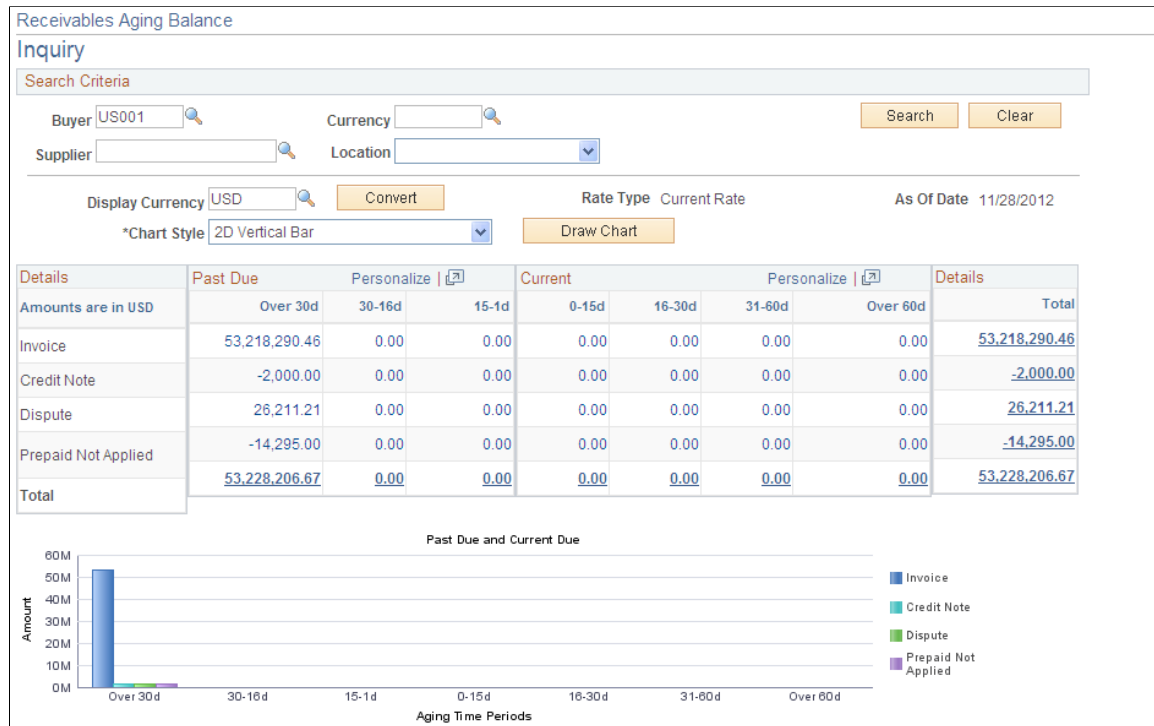 Receivables Aging Balance
Inquiry
Search Criteria
Buyer US001 Currency Search Clear
Supplier Location
Display Currency USD Convert Rate Type Current Rate As Of Date 11/28/2012
*Chart Style 2D Vertical Bar Draw Chart
Details Past Due Personalize | Current Personalize | Details
Amounts are in USD Over 30d 30-16d 15-1d 0-15d 16-30d 31-60d Over 60d Total
Invoice 53,218,290.46 0.00 0.00 0.00 0.00 0.00 0.00 53,218,290.46
Credit Note -2,000.00 0.00 0.00 0.00 0.00 0.00 0.00 -2,000.00
Dispute 26,211.21 0.00 0.00 0.00 0.00 0.00 0.00 26,211.21
Prepaid Not Applied -14,295.00 0.00 0.00 0.00 0.00 0.00 0.00 -14,295.00
Total 53,228,206.67 0.00 0.00 0.00 0.00 0.00 0.00 53,228,206.67
Past Due and Current Due
60M
50M
40M
30M
20M
10M
0M
Amount
Over 30d 30-16d 15-1d 0-15d 16-30d 31-60d Over 60d
Aging Time Periods
Invoice
Credit Note
Dispute
Prepaid Not
Applied